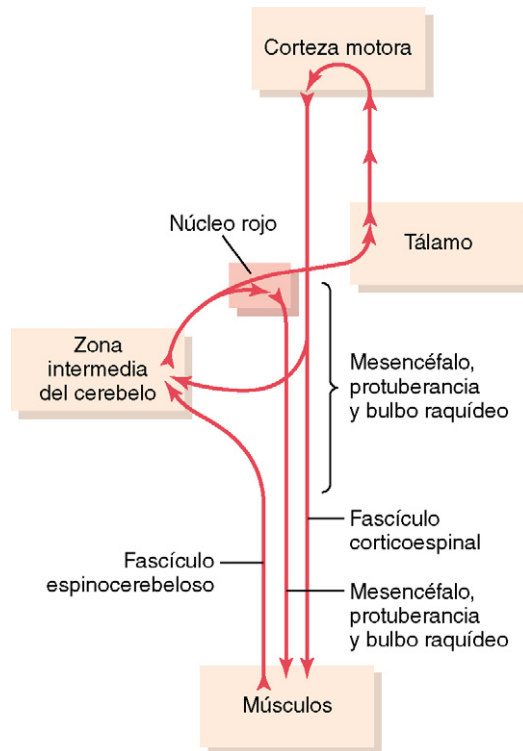 Corteza motora
Núcleo rojo
Tálamo
Zona
intermedia
del cerebelo
Mesencéfalo,
protuberancia
y bulbo raquídeo
Fascículo
corticoespinal
Fascículo
espinocerebeloso
Mesencéfalo,
protuberancia
y bulbo raquídeo
Músculos